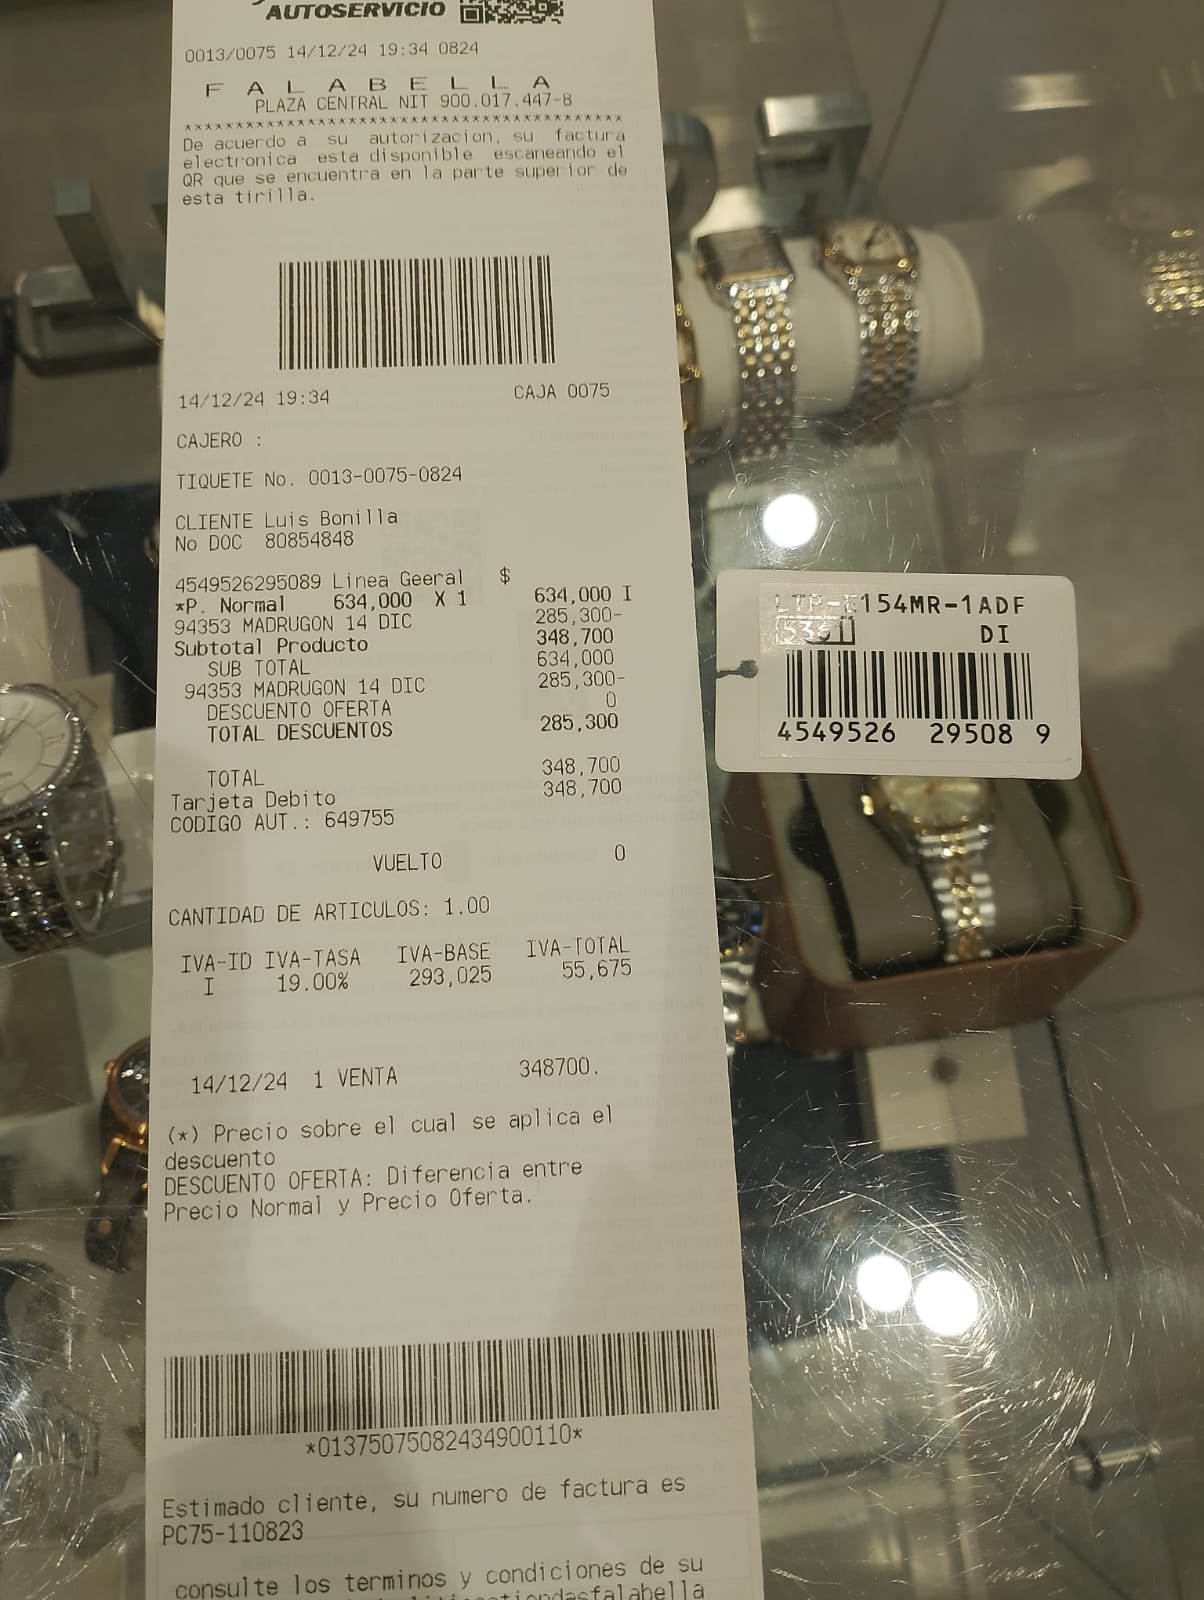 AUTOSERVICIO
0013/0075 14/12/24 19:34 0824
F A L A B E L L A
PLAZA CENTRAL NIT 900.017.447-8
******************************************
De acuerdo a su autorizacion, su factura
electronica esta disponible escaneando el
QR que se encuentra en la parte superior de
esta tirilla.
14/12/24 19:34 CAJA 0075
CAJERO :
TIQUETE No. 0013-0075-0824
CLIENTE Luis Bonilla
No DOC 80854848
4549526295089 Linea Geeral $
*P. Normal 634,000 X 1 634,000 I
94353 MADRUGON 14 DIC 285,300-
Subtotal Producto 348,700
SUB TOTAL 634,000
94353 MADRUGON 14 DIC 285,300-
DESCUENTO OFERTA 0
TOTAL DESCUENTOS 285,300
TOTAL 348,700
Tarjeta Debito 348,700
CODIGO AUT.: 649755
VUELTO 0
CANTIDAD DE ARTICULOS: 1.00
IVA-ID IVA-TASA IVA-BASE IVA-TOTAL
I 19.00% 293,025 55,675
14/12/24 1 VENTA 348700.
(*) Precio sobre el cual se aplica el
descuento
DESCUENTO OFERTA: Diferencia entre
Precio Normal y Precio Oferta.
*01375075082434900110*
Estimado cliente, su numero de factura es
PC75-110823
consulte los terminos y condiciones de su
LTP-E154MR-1ADF
5361 DI
4549526 29508 9